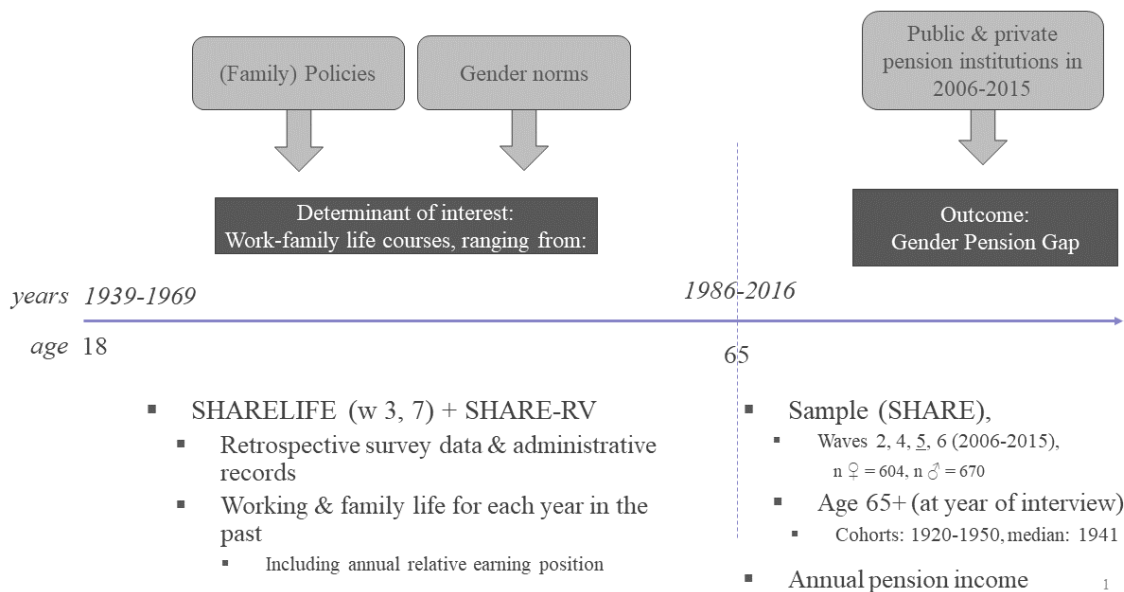 (Family) Policies
Gender norms
Public & private
pension institutions in
2006-2015
Determinant of interest:
Work-family life courses, ranging from:
Outcome:
Gender Pension Gap
years 1939-1969
1986-2016
age 18
65
▪ SHARELIFE (w 3, 7) + SHARE-RV
▪ Retrospective survey data & administrative
records
▪ Working & family life for each year in the
past
▪ Including annual relative earning position
▪ Sample (SHARE),
▪ Waves 2, 4, 5, 6 (2006-2015),
n ♀ = 604, n ♂ = 670
▪ Age 65+ (at year of interview)
▪ Cohorts: 1920-1950, median: 1941
▪ Annual pension income
1